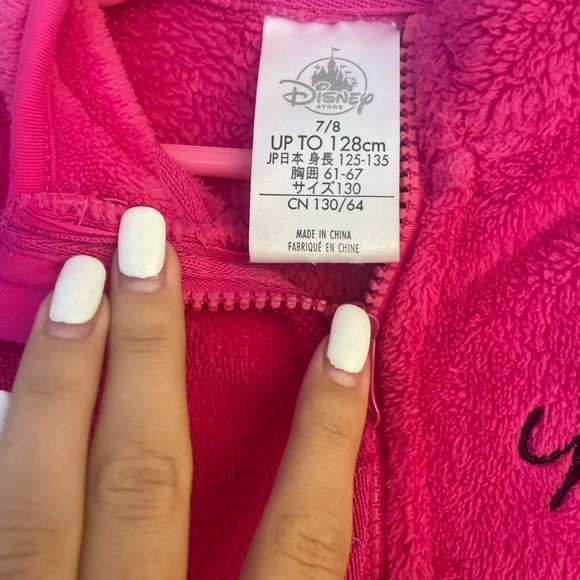 Disney
STORE
7/8
UP TO 128cm
JP日本 身長 125-135
胸囲 61-67
サイズ130
CN 130/64
MADE IN CHINA
FABRIQUÉ EN CHINE